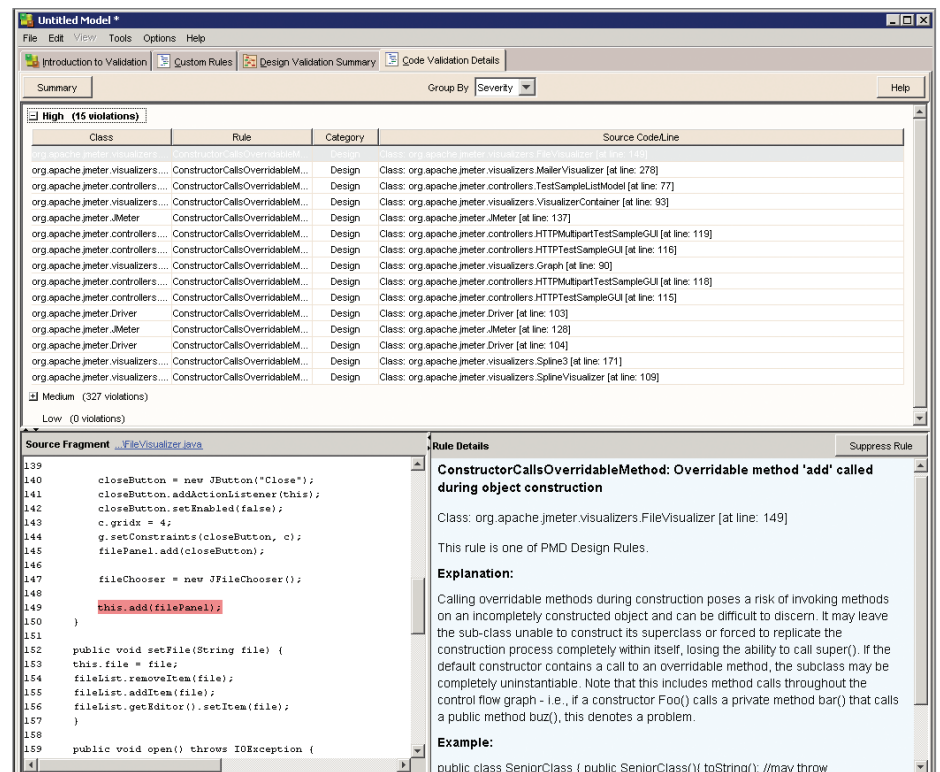 Untitled Model *
File Edit View Tools Options Help
Introduction to Validation Custom Rules Design Validation Summary Code Validation Details
Summary Group By Severity Help
High (15 violations)
Class Rule Category Source Code/Line
org.apache.jmeter.visualizers.... ConstructorCallsOverridableM... Design Class: org.apache.jmeter.visualizers.FileVisualizer [at line: 149]
org.apache.jmeter.visualizers.... ConstructorCallsOverridableM... Design Class: org.apache.jmeter.visualizers.MailerVisualizer [at line: 278]
org.apache.jmeter.controllers.... ConstructorCallsOverridableM... Design Class: org.apache.jmeter.controllers.TestSampleListModel [at line: 77]
org.apache.jmeter.visualizers.... ConstructorCallsOverridableM... Design Class: org.apache.jmeter.visualizers.VisualizerContainer [at line: 93]
org.apache.jmeter.JMeter ConstructorCallsOverridableM... Design Class: org.apache.jmeter.JMeter [at line: 137]
org.apache.jmeter.controllers.... ConstructorCallsOverridableM... Design Class: org.apache.jmeter.controllers.HTTPMultipartTestSampleGUI [at line: 119]
org.apache.jmeter.controllers.... ConstructorCallsOverridableM... Design Class: org.apache.jmeter.controllers.HTTPTestSampleGUI [at line: 116]
org.apache.jmeter.visualizers.... ConstructorCallsOverridableM... Design Class: org.apache.jmeter.visualizers.Graph [at line: 90]
org.apache.jmeter.controllers.... ConstructorCallsOverridableM... Design Class: org.apache.jmeter.controllers.HTTPMultipartTestSampleGUI [at line: 118]
org.apache.jmeter.controllers.... ConstructorCallsOverridableM... Design Class: org.apache.jmeter.controllers.HTTPTestSampleGUI [at line: 115]
org.apache.jmeter.Driver ConstructorCallsOverridableM... Design Class: org.apache.jmeter.Driver [at line: 103]
org.apache.jmeter.JMeter ConstructorCallsOverridableM... Design Class: org.apache.jmeter.JMeter [at line: 128]
org.apache.jmeter.Driver ConstructorCallsOverridableM... Design Class: org.apache.jmeter.Driver [at line: 104]
org.apache.jmeter.visualizers.... ConstructorCallsOverridableM... Design Class: org.apache.jmeter.visualizers.Spline3 [at line: 171]
org.apache.jmeter.visualizers.... ConstructorCallsOverridableM... Design Class: org.apache.jmeter.visualizers.SplineVisualizer [at line: 109]
Medium (327 violations)
Low (0 violations)
Source Fragment ...\FileVisualizer.java
139
140 closeButton = new JButton("Close");
141 closeButton.addActionListener(this);
142 closeButton.setEnabled(false);
143 c.gridx = 4;
144 g.setConstraints(closeButton, c);
145 filePanel.add(closeButton);
146
147 fileChooser = new JFileChooser();
148
149 this.add(filePanel);
150 }
151
152 public void setFile(String file) {
153 this.file = file;
154 fileList.removeItem(file);
155 fileList.addItem(file);
156 fileList.getEditor().setItem(file);
157 }
158
159 public void open() throws IOException {
Rule Details Suppress Rule
ConstructorCallsOverridableMethod: Overridable method 'add' called
during object construction
Class: org.apache.jmeter.visualizers.FileVisualizer [at line: 149]
This rule is one of PMD Design Rules.
Explanation:
Calling overridable methods during construction poses a risk of invoking methods
on an incompletely constructed object and can be difficult to discern. It may leave
the sub-class unable to construct its superclass or forced to replicate the
construction process completely within itself, losing the ability to call super(). If the
default constructor contains a call to an overridable method, the subclass may be
completely uninstantiable. Note that this includes method calls throughout the
control flow graph - i.e., if a constructor Foo() calls a private method bar() that calls
a public method buz(), this denotes a problem.
Example:
public class SeniorClass { public SeniorClass(){ toString(); //may throw